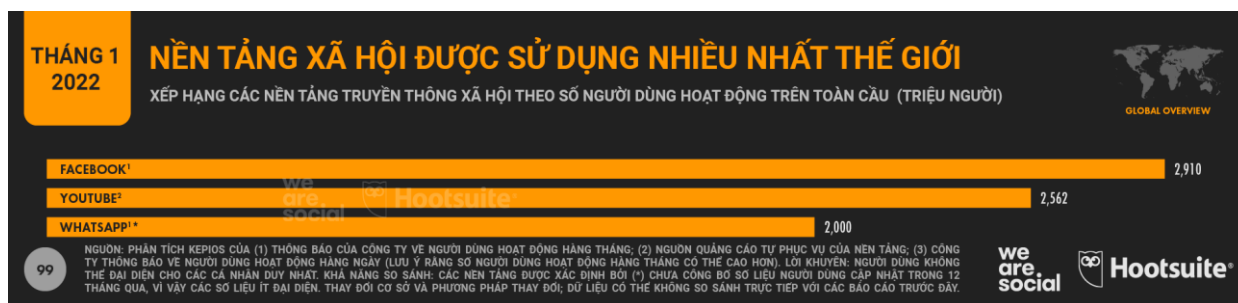 THÁNG 1
2022
NỀN TẢNG XÃ HỘI ĐƯỢC SỬ DỤNG NHIỀU NHẤT THẾ GIỚI
XẾP HẠNG CÁC NỀN TẢNG TRUYỀN THÔNG XÃ HỘI THEO SỐ NGƯỜI DÙNG HOẠT ĐỘNG TRÊN TOÀN CẦU (TRIỆU NGƯỜI)
GLOBAL OVERVIEW
FACEBOOK¹
2,910
YOUTUBE²
2,562
WHATSAPP¹*
2,000
we
are
social
Hootsuite®
NGUỒN: PHÂN TÍCH KEPIOS CỦA (1) THÔNG BÁO CỦA CÔNG TY VỀ NGƯỜI DÙNG HOẠT ĐỘNG HÀNG THÁNG; (2) NGUỒN QUẢNG CÁO TỰ PHỤC VỤ CỦA NỀN TẢNG; (3) CÔNG
TY THÔNG BÁO VỀ NGƯỜI DÙNG HOẠT ĐỘNG HÀNG NGÀY (LƯU Ý RẰNG SỐ NGƯỜI DÙNG HOẠT ĐỘNG HÀNG THÁNG CÓ THỂ CAO HƠN). LỜI KHUYÊN: NGƯỜI DÙNG KHÔNG
THỂ ĐẠI DIỆN CHO CÁC CÁ NHÂN DUY NHẤT. KHẢ NĂNG SO SÁNH: CÁC NỀN TẢNG ĐƯỢC XÁC ĐỊNH BỞI (*) CHƯA CÔNG BỐ SỐ LIỆU NGƯỜI DÙNG CẬP NHẬT TRONG 12
THÁNG QUA, VÌ VẬY CÁC SỐ LIỆU ÍT ĐẠI DIỆN. THAY ĐỔI CƠ SỞ VÀ PHƯƠNG PHÁP THAY ĐỔI; DỮ LIỆU CÓ THỂ KHÔNG SO SÁNH TRỰC TIẾP VỚI CÁC BÁO CÁO TRƯỚC ĐÂY.
99
we
are
social
Hootsuite®